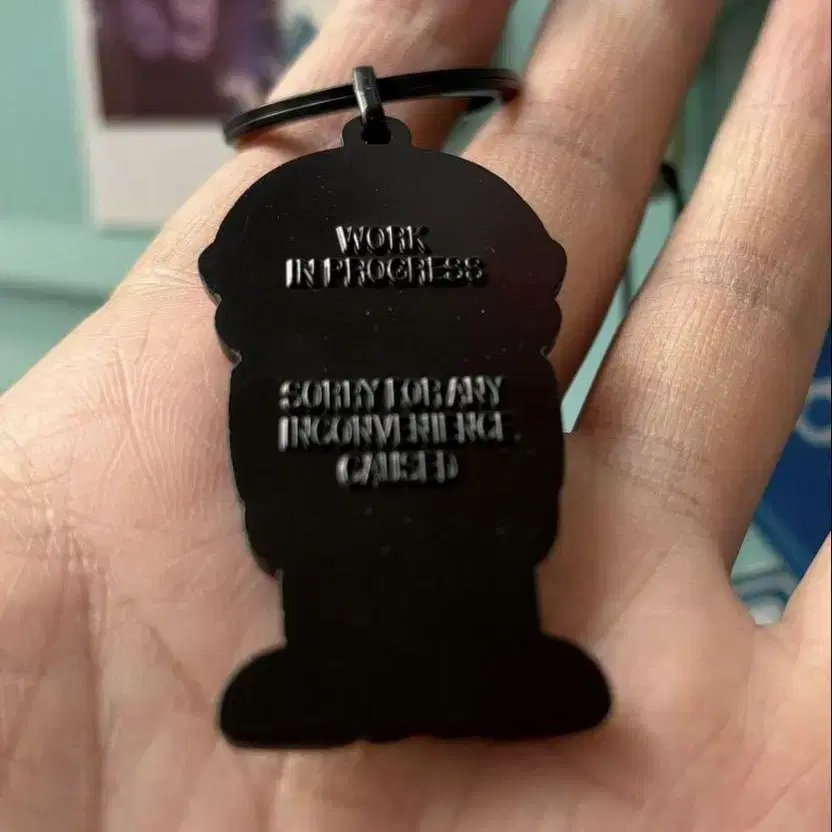 WORK
IN PROGRESS
SORRY FOR ANY
INCONVENIENCE
CAUSED